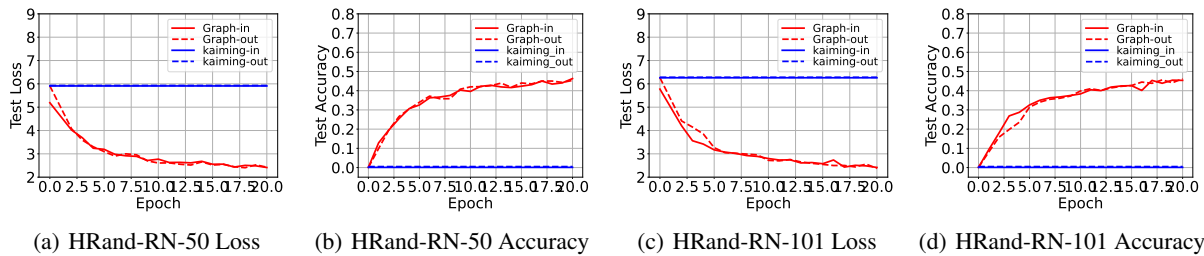 9
8
7
6
5
4
3
2
Test Loss
Graph-in
Graph-out
kaiming-in
kaiming-out
0.0 2.5 5.0 7.5 10.0 12.5 15.0 17.5 20.0
Epoch
(a) HRand-RN-50 Loss
0.8
0.7
0.6
0.5
0.4
0.3
0.2
0.1
0.0
Test Accuracy
Graph-in
Graph-out
kaiming_in
kaiming_out
0.0 2.5 5.0 7.5 10.0 12.5 15.0 17.5 20.0
Epoch
(b) HRand-RN-50 Accuracy
9
8
7
6
5
4
3
2
Test Loss
Graph-in
Graph-out
kaiming-in
kaiming-out
0.0 2.5 5.0 7.5 10.0 12.5 15.0 17.5 20.0
Epoch
(c) HRand-RN-101 Loss
0.8
0.7
0.6
0.5
0.4
0.3
0.2
0.1
0.0
Test Accuracy
Graph-in
Graph-out
kaiming_in
kaiming_out
0.0 2.5 5.0 7.5 10.0 12.5 15.0 17.5 20.0
Epoch
(d) HRand-RN-101 Accuracy